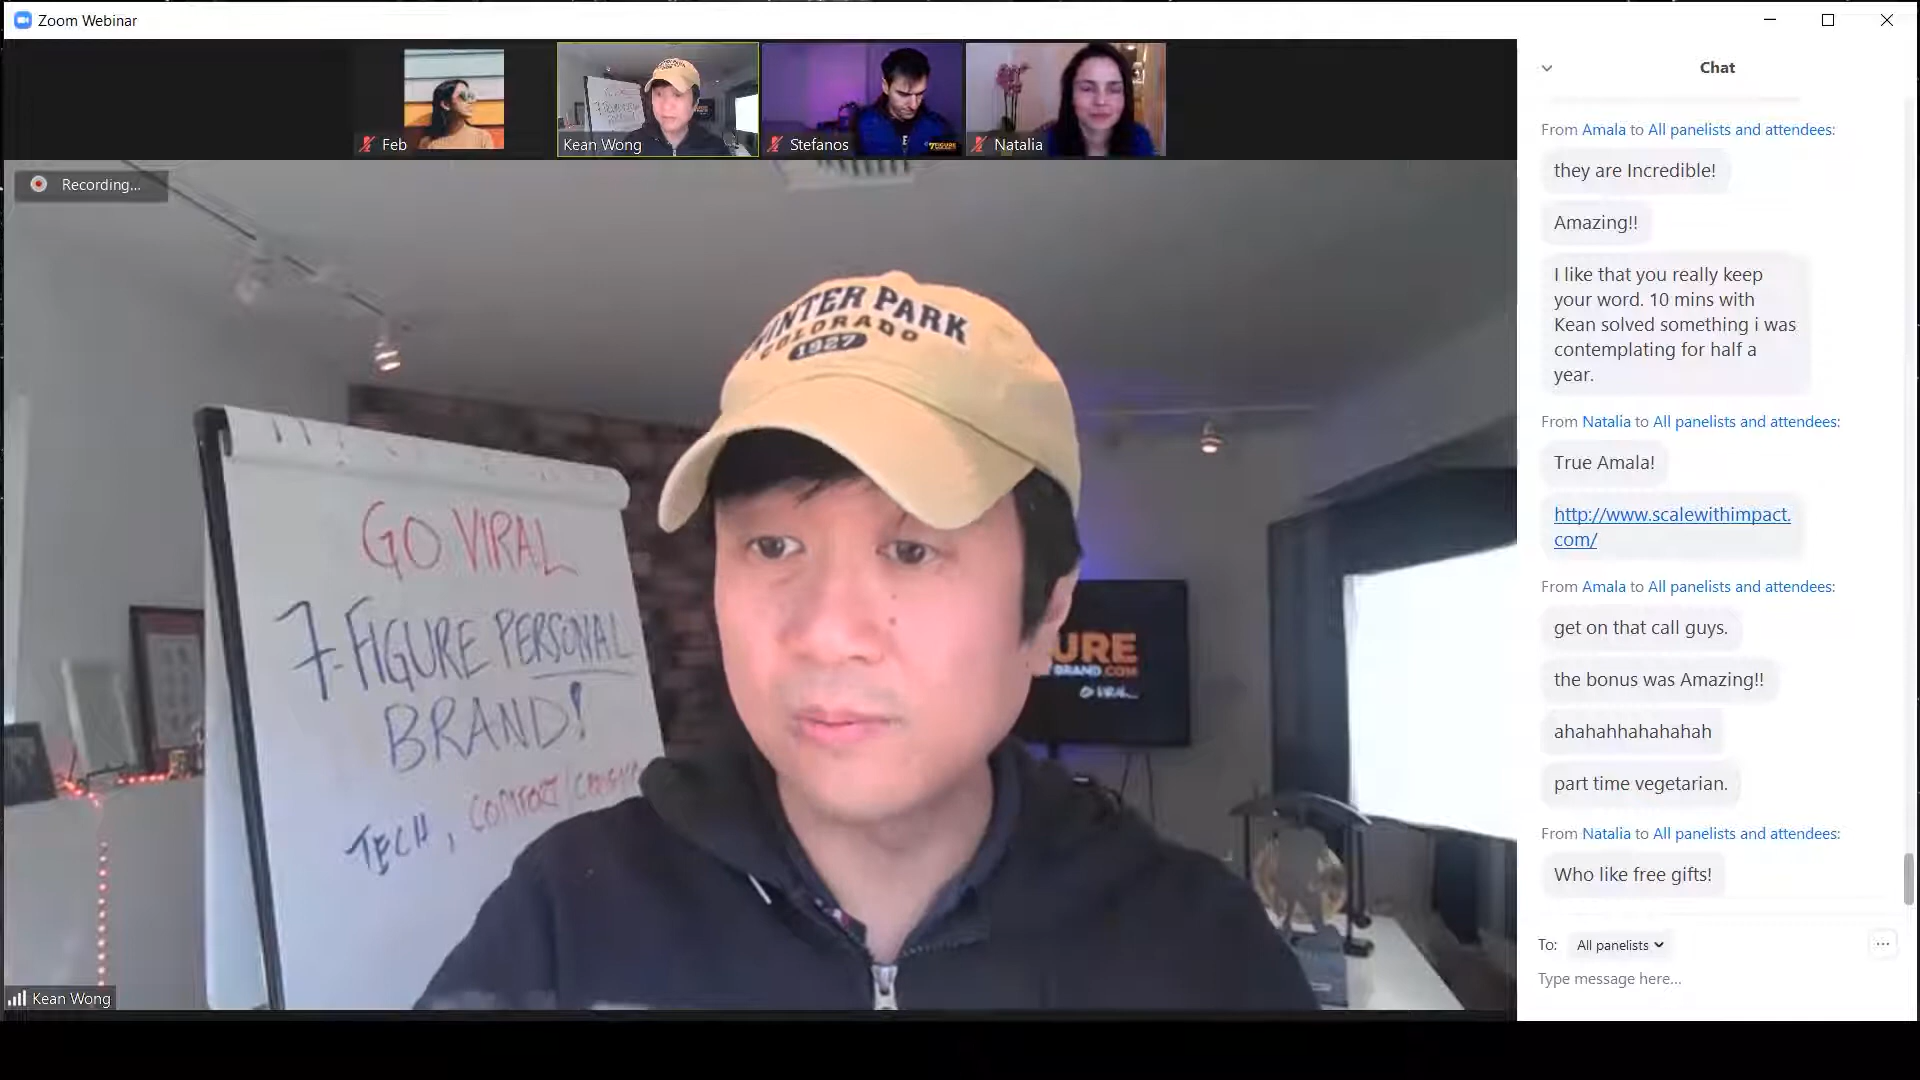 Zoom Webinar
Feb
Kean Wong
Stefanos
Natalia
Recording...
WINTER PARK
COLORADO
1927
GO VIRAL
7-FIGURE PERSONAL
BRAND!
TECH,
URE
BRAND.COM
Kean Wong
Chat
From Amala to All panelists and attendees:
they are Incredible!
Amazing!!
I like that you really keep
your word. 10 mins with
Kean solved something i was
contemplating for half a
year.
From Natalia to All panelists and attendees:
True Amala!
http://www.scalewithimpact.
com/
From Amala to All panelists and attendees:
get on that call guys.
the bonus was Amazing!!
ahahahhahahahah
part time vegetarian.
From Natalia to All panelists and attendees:
Who like free gifts!
To: All panelists
Type message here...